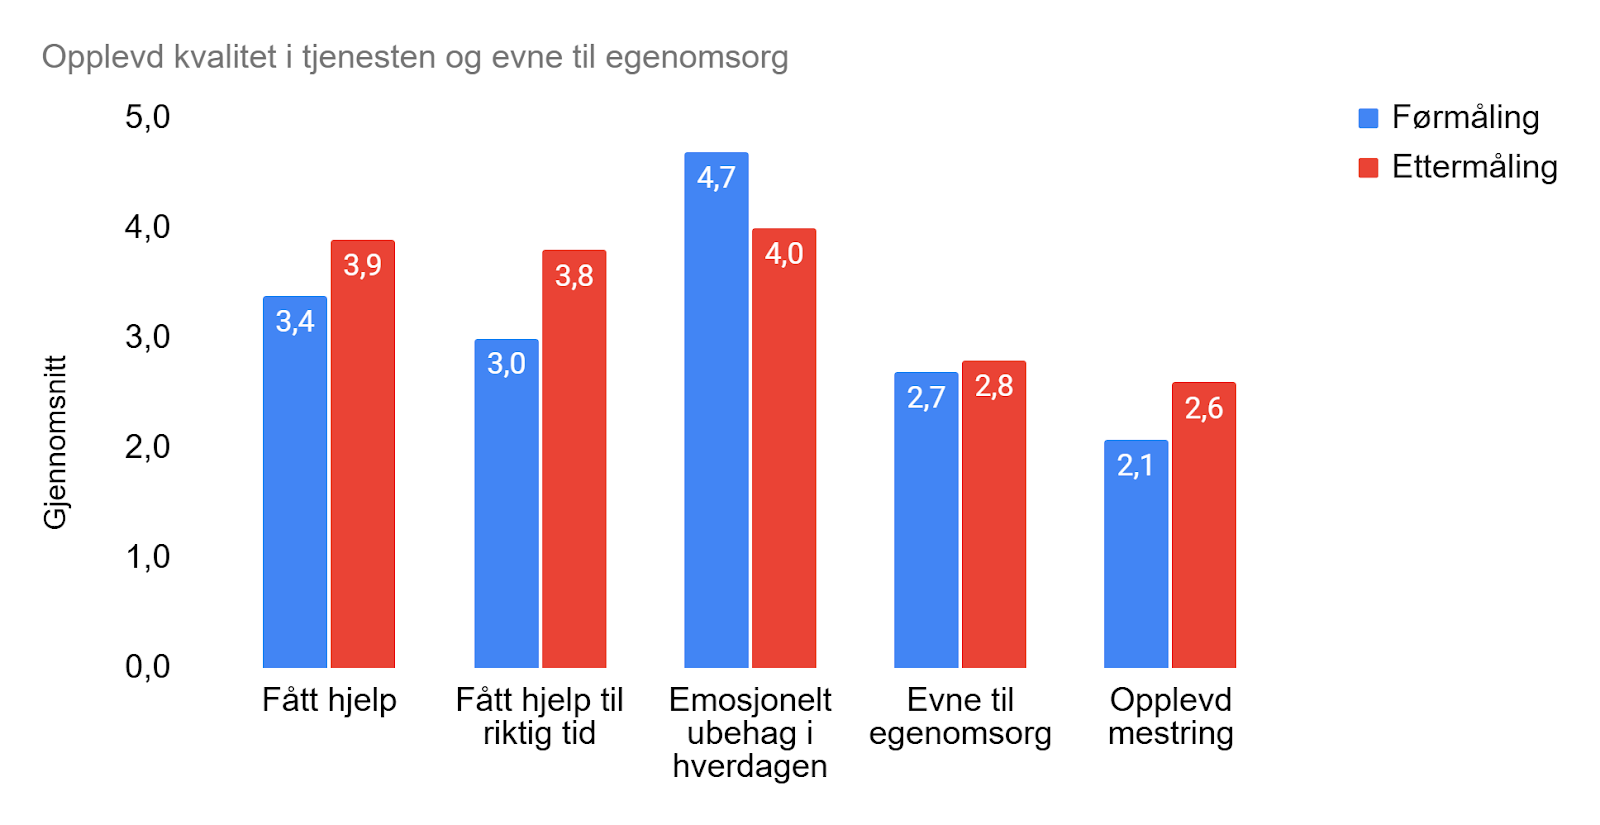 Opplevd kvalitet i tjenesten og evne til egenomsorg
Førmåling
Ettermåling
Gjennomsnitt
5,0
4,0
3,0
2,0
1,0
0,0
3,4
3,9
3,0
3,8
4,7
4,0
2,7
2,8
2,1
2,6
Fått hjelp
Fått hjelp til
riktig tid
Emosjonelt
ubehag i
hverdagen
Evne til
egenomsorg
Opplevd
mestring